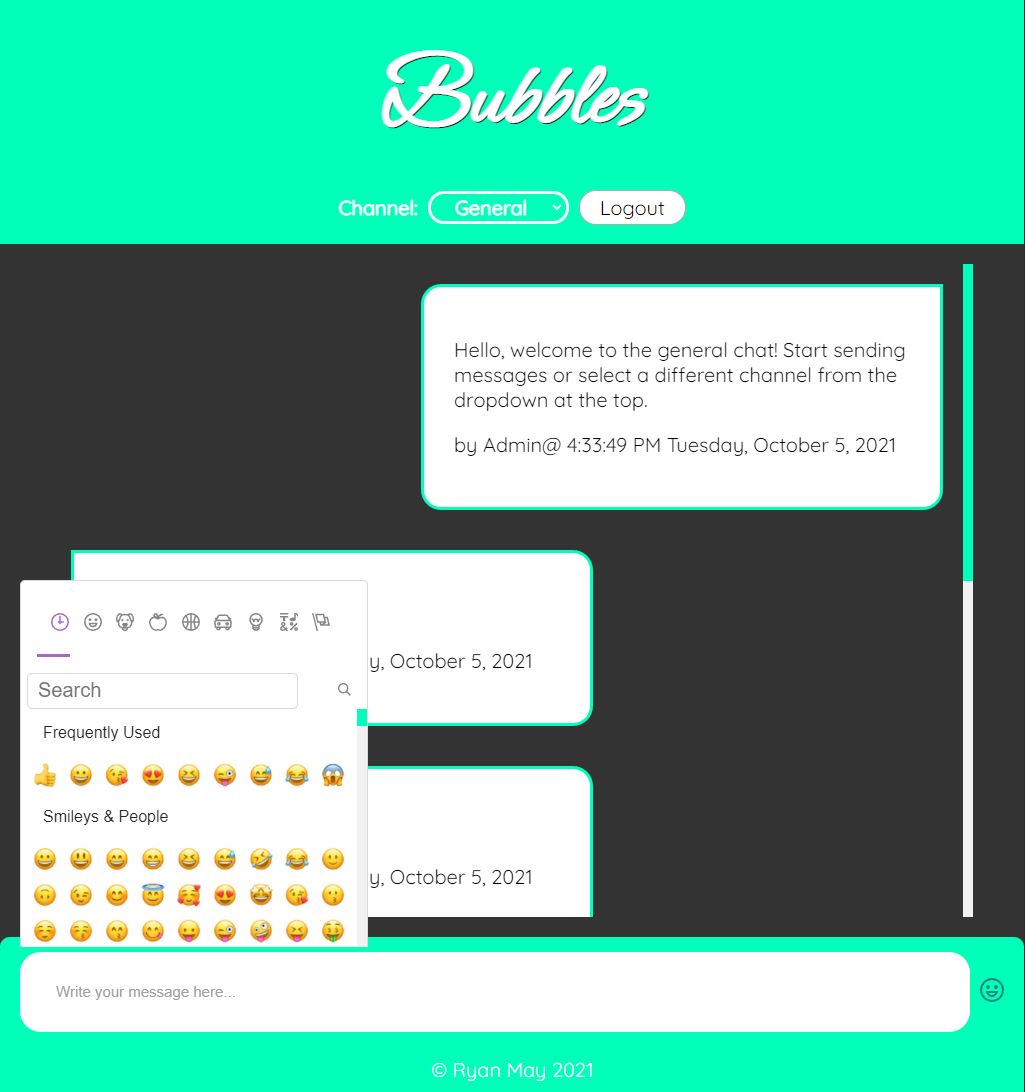 Bubbles
Channel: General Logout
Hello, welcome to the general chat! Start sending
messages or select a different channel from the
dropdown at the top.
by Admin@ 4:33:49 PM Tuesday, October 5, 2021
y, October 5, 2021
Search
Frequently Used
Smileys & People
y, October 5, 2021
Write your message here...
© Ryan May 2021